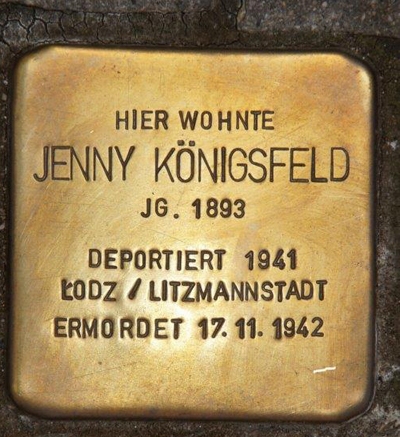 HIER WOHNTE
JENNY KÖNIGSFELD
JG. 1893
DEPORTIERT 1941
ŁODZ / LITZMANNSTADT
ERMORDET 17.11.1942